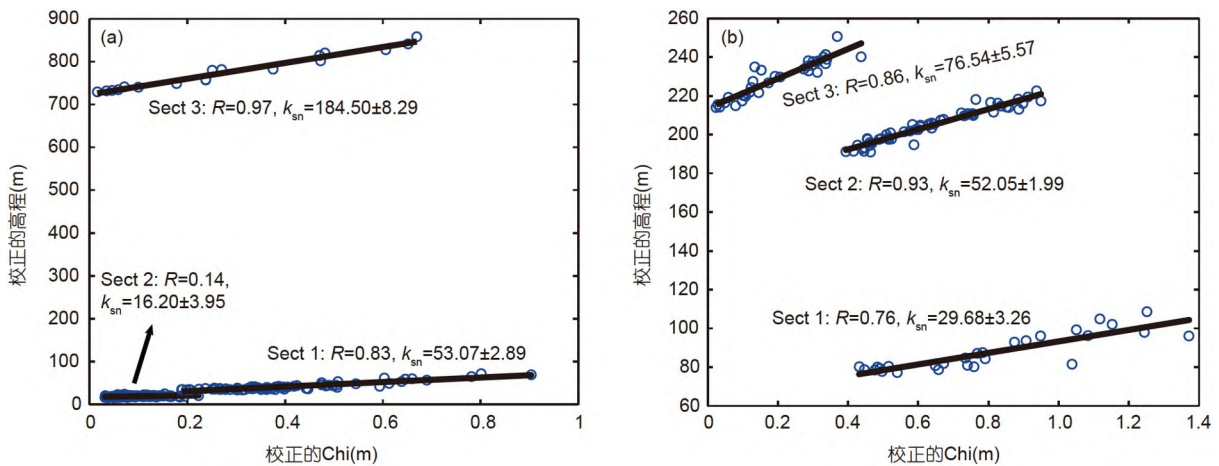 (a)
900
800
700
600
500
400
300
200
100
0
校正的高程(m)
Sect 3: R=0.97, ksn=184.50±8.29
Sect 2: R=0.14,
ksn=16.20±3.95
Sect 1: R=0.83, ksn=53.07±2.89
0 0.2 0.4 0.6 0.8 1
校正的Chi(m)
(b)
260
240
220
200
180
160
140
120
100
80
60
校正的高程(m)
Sect 3: R=0.86, ksn=76.54±5.57
Sect 2: R=0.93, ksn=52.05±1.99
Sect 1: R=0.76, ksn=29.68±3.26
0 0.2 0.4 0.6 0.8 1.0 1.2 1.4
校正的Chi(m)